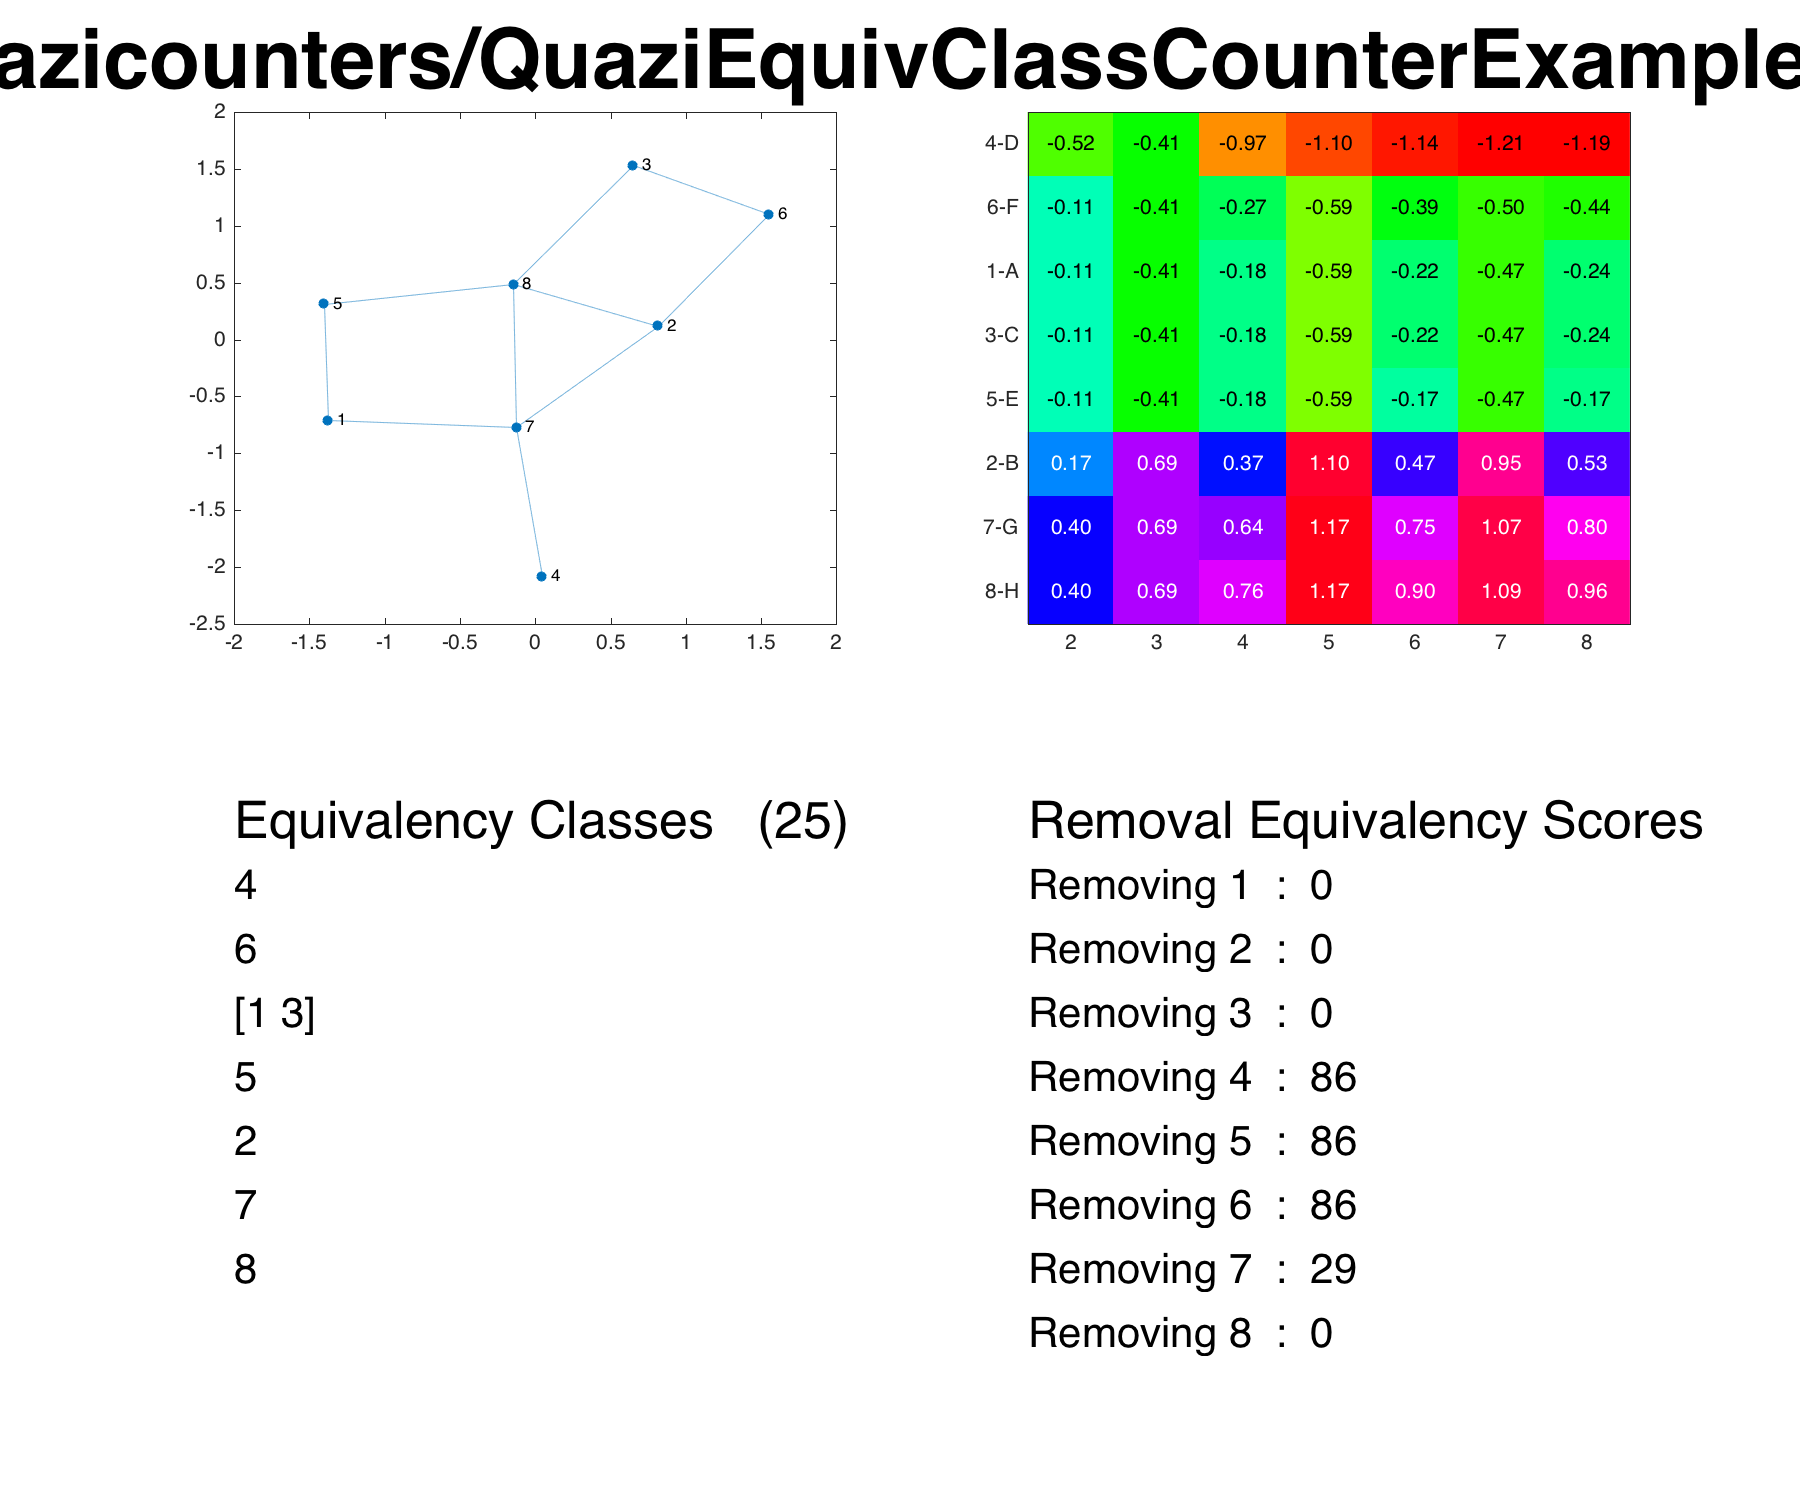 azicounters/QuaziEquivClassCounterExample
2
1.5
1
0.5
0
-0.5
-1
-1.5
-2
-2.5
-2 -1.5 -1 -0.5 0 0.5 1 1.5 2
3
6
8
5
2
1
7
4
4-D -0.52 -0.41 -0.97 -1.10 -1.14 -1.21 -1.19
6-F -0.11 -0.41 -0.27 -0.59 -0.39 -0.50 -0.44
1-A -0.11 -0.41 -0.18 -0.59 -0.22 -0.47 -0.24
3-C -0.11 -0.41 -0.18 -0.59 -0.22 -0.47 -0.24
5-E -0.11 -0.41 -0.18 -0.59 -0.17 -0.47 -0.17
2-B 0.17 0.69 0.37 1.10 0.47 0.95 0.53
7-G 0.40 0.69 0.64 1.17 0.75 1.07 0.80
8-H 0.40 0.69 0.76 1.17 0.90 1.09 0.96
2 3 4 5 6 7 8
Equivalency Classes (25)
4
6
[1 3]
5
2
7
8
Removal Equivalency Scores
Removing 1 : 0
Removing 2 : 0
Removing 3 : 0
Removing 4 : 86
Removing 5 : 86
Removing 6 : 86
Removing 7 : 29
Removing 8 : 0